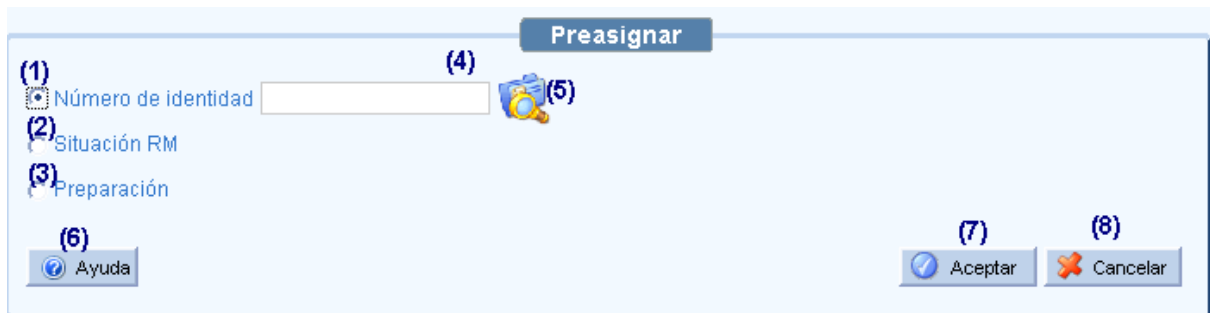 Preasignar
(1)
(4)
Número de identidad
(5)
(2)
Situación RM
(3)
Preparación
(6)
(7)
(8)
Ayuda
Aceptar
Cancelar